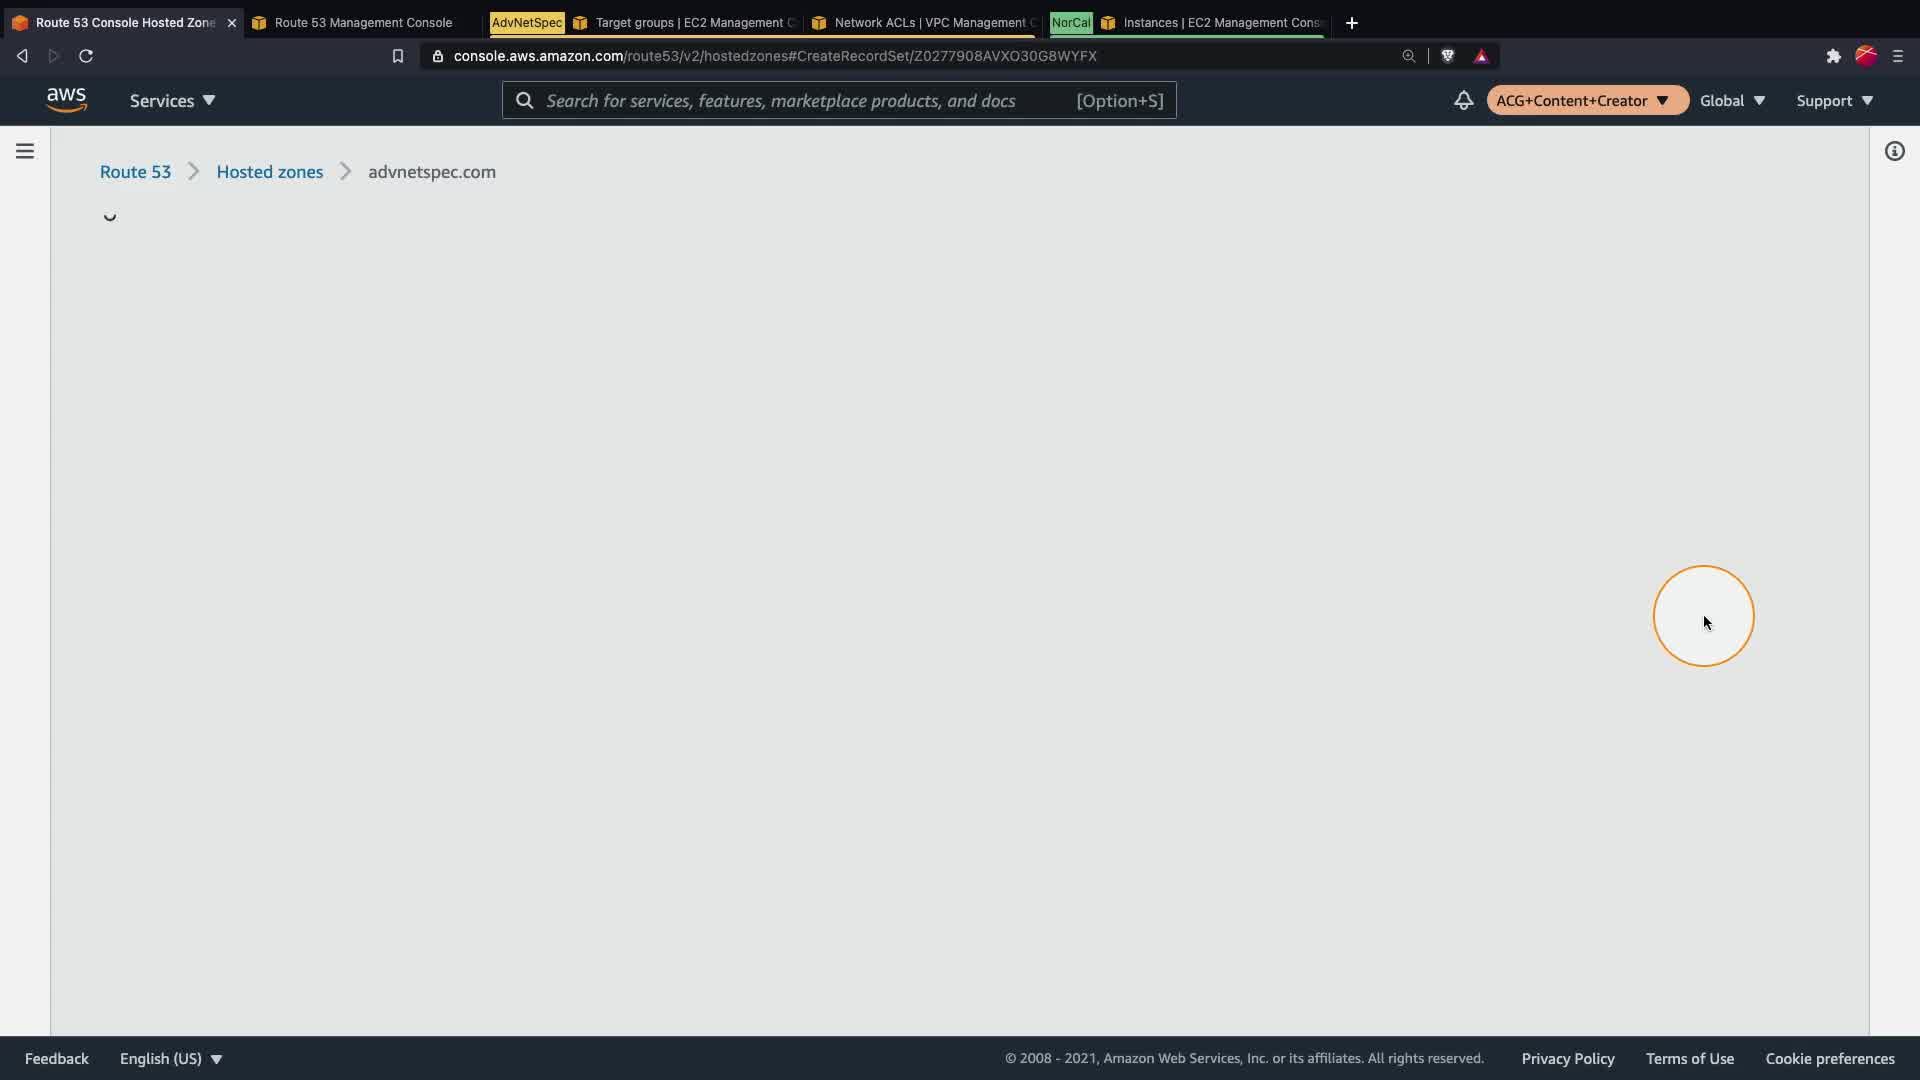 Route 53 Console Hosted Zone
Route 53 Management Console
AdvNetSpec
Target groups | EC2 Management C
Network ACLs | VPC Management C
NorCal
Instances | EC2 Management Cons
console.aws.amazon.com/route53/v2/hostedzones#CreateRecordSet/Z0277908AVXO30G8WYFX
aws
Services
Search for services, features, marketplace products, and docs
[Option+S]
ACG+Content+Creator
Global
Support
Route 53
Hosted zones
advnetspec.com
Feedback
English (US)
© 2008 - 2021, Amazon Web Services, Inc. or its affiliates. All rights reserved.
Privacy Policy
Terms of Use
Cookie preferences